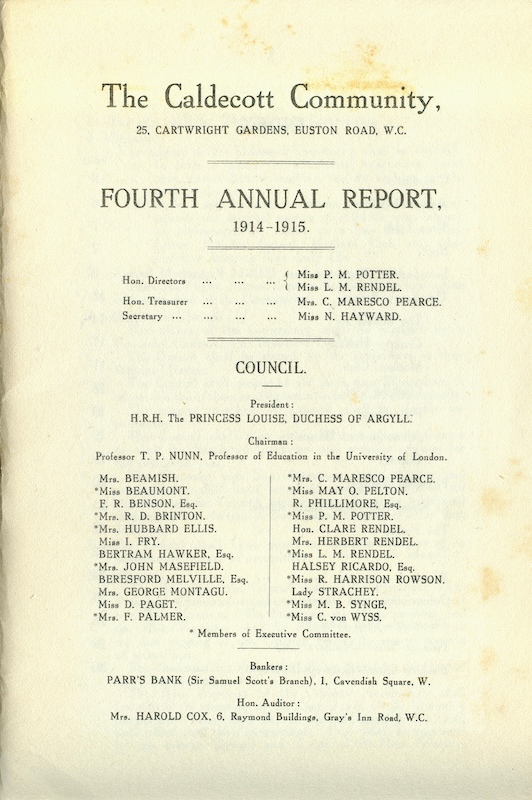 The Caldecott Community,
25, CARTWRIGHT GARDENS, EUSTON ROAD, W.C.
FOURTH ANNUAL REPORT,
1914-1915.
Hon. Directors ... ... ... { Miss P. M. POTTER.
Miss L. M. RENDEL.
Hon. Treasurer ... ... ... Mrs. C. MARESCO PEARCE.
Secretary ... ... ... ... Miss N. HAYWARD.
COUNCIL.
President :
H.R.H. The PRINCESS LOUISE, DUCHESS OF ARGYLL.
Chairman :
Professor T. P. NUNN, Professor of Education in the University of London.
Mrs. BEAMISH.
*Miss BEAUMONT.
F. R. BENSON, Esq.
*Mrs. R. D. BRINTON.
*Mrs. HUBBARD ELLIS.
Miss I. FRY.
BERTRAM HAWKER, Esq.
*Mrs. JOHN MASEFIELD.
BERESFORD MELVILLE, Esq.
Mrs. GEORGE MONTAGU.
Miss D. PAGET.
*Mrs. F. PALMER.
*Mrs. C. MARESCO PEARCE.
*Miss MAY O. PELTON.
R. PHILLIMORE, Esq.
*Miss P. M. POTTER.
Hon. CLARE RENDEL.
Mrs. HERBERT RENDEL.
*Miss L. M. RENDEL.
HALSEY RICARDO, Esq.
*Miss R. HARRISON ROWSON.
Lady STRACHEY.
*Miss M. B. SYNGE,
*Miss C. von WYSS.
* Members of Executive Committee.
Bankers :
PARR'S BANK (Sir Samuel Scott's Branch), 1, Cavendish Square, W.
Hon. Auditor :
Mrs. HAROLD COX, 6, Raymond Buildings, Gray's Inn Road, W.C.